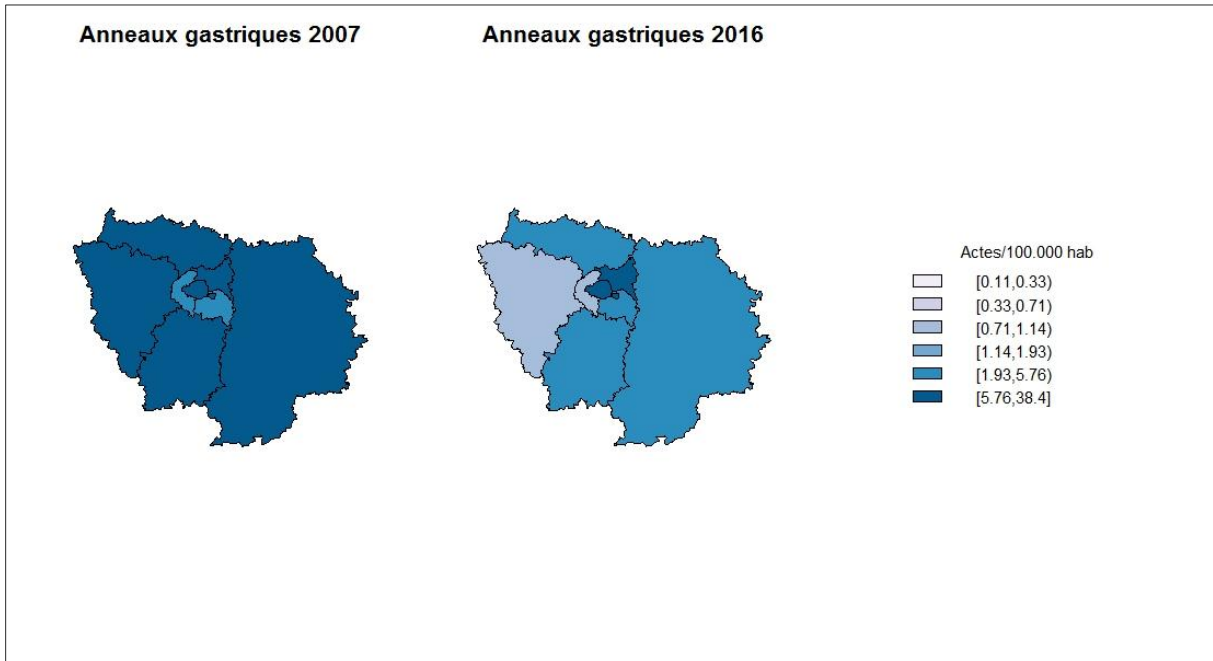 Anneaux gastriques 2007
Anneaux gastriques 2016
Actes/100.000 hab
[0.11,0.33)
[0.33,0.71)
[0.71,1.14)
[1.14,1.93)
[1.93,5.76)
[5.76,38.4]